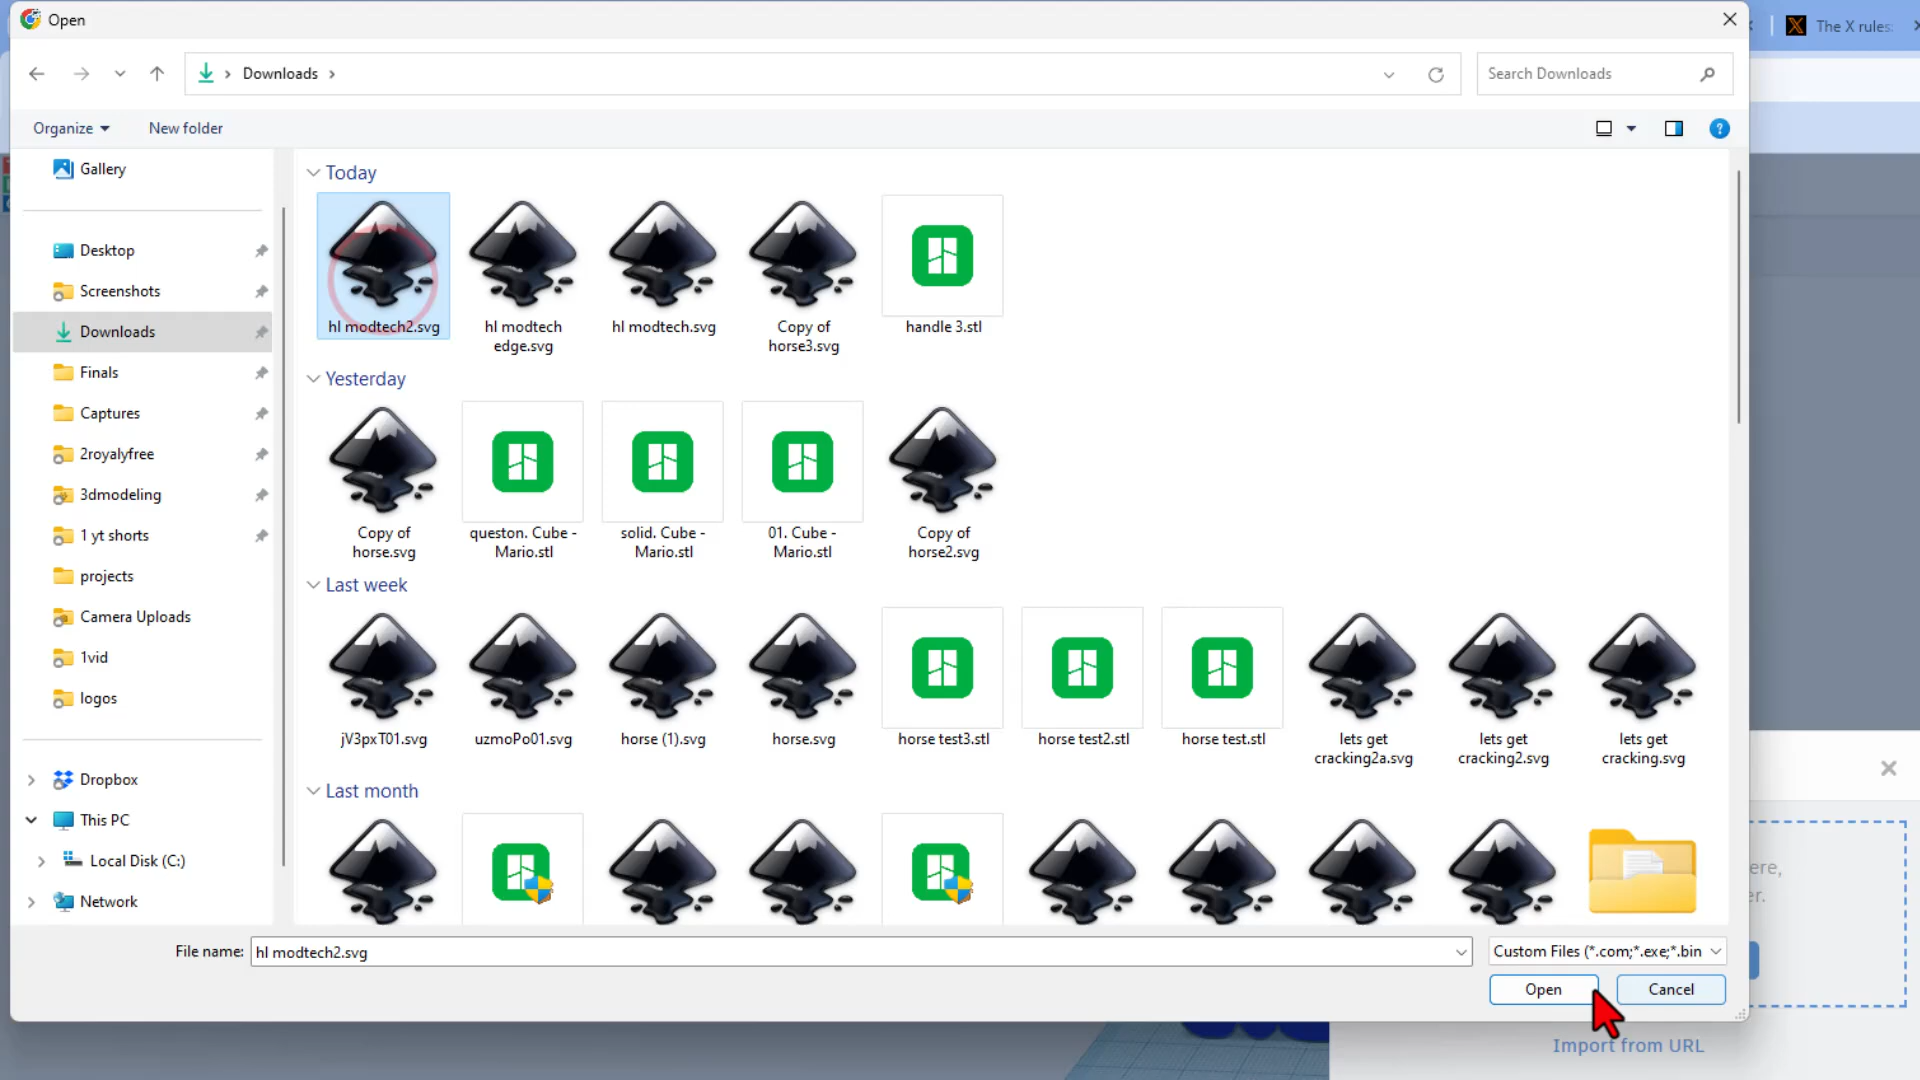 Open
The X rules:
Downloads
Search Downloads
Organize
New folder
Gallery
Desktop
Screenshots
Downloads
Finals
Captures
2royalyfree
3dmodeling
1 yt shorts
projects
Camera Uploads
1vid
logos
Dropbox
This PC
Local Disk (C:)
Network
Today
hl modtech2.svg
hl modtech
edge.svg
hl modtech.svg
Copy of
horse3.svg
handle 3.stl
Yesterday
Copy of
horse.svg
queston. Cube -
Mario.stl
solid. Cube -
Mario.stl
01. Cube -
Mario.stl
Copy of
horse2.svg
Last week
jV3pxT01.svg
uzmoPo01.svg
horse (1).svg
horse.svg
horse test3.stl
horse test2.stl
horse test.stl
lets get
cracking2a.svg
lets get
cracking2.svg
lets get
cracking.svg
Last month
File name:
hl modtech2.svg
Custom Files (*.com;*.exe;*.bin
Open
Cancel
ere,
er.
Import from URL